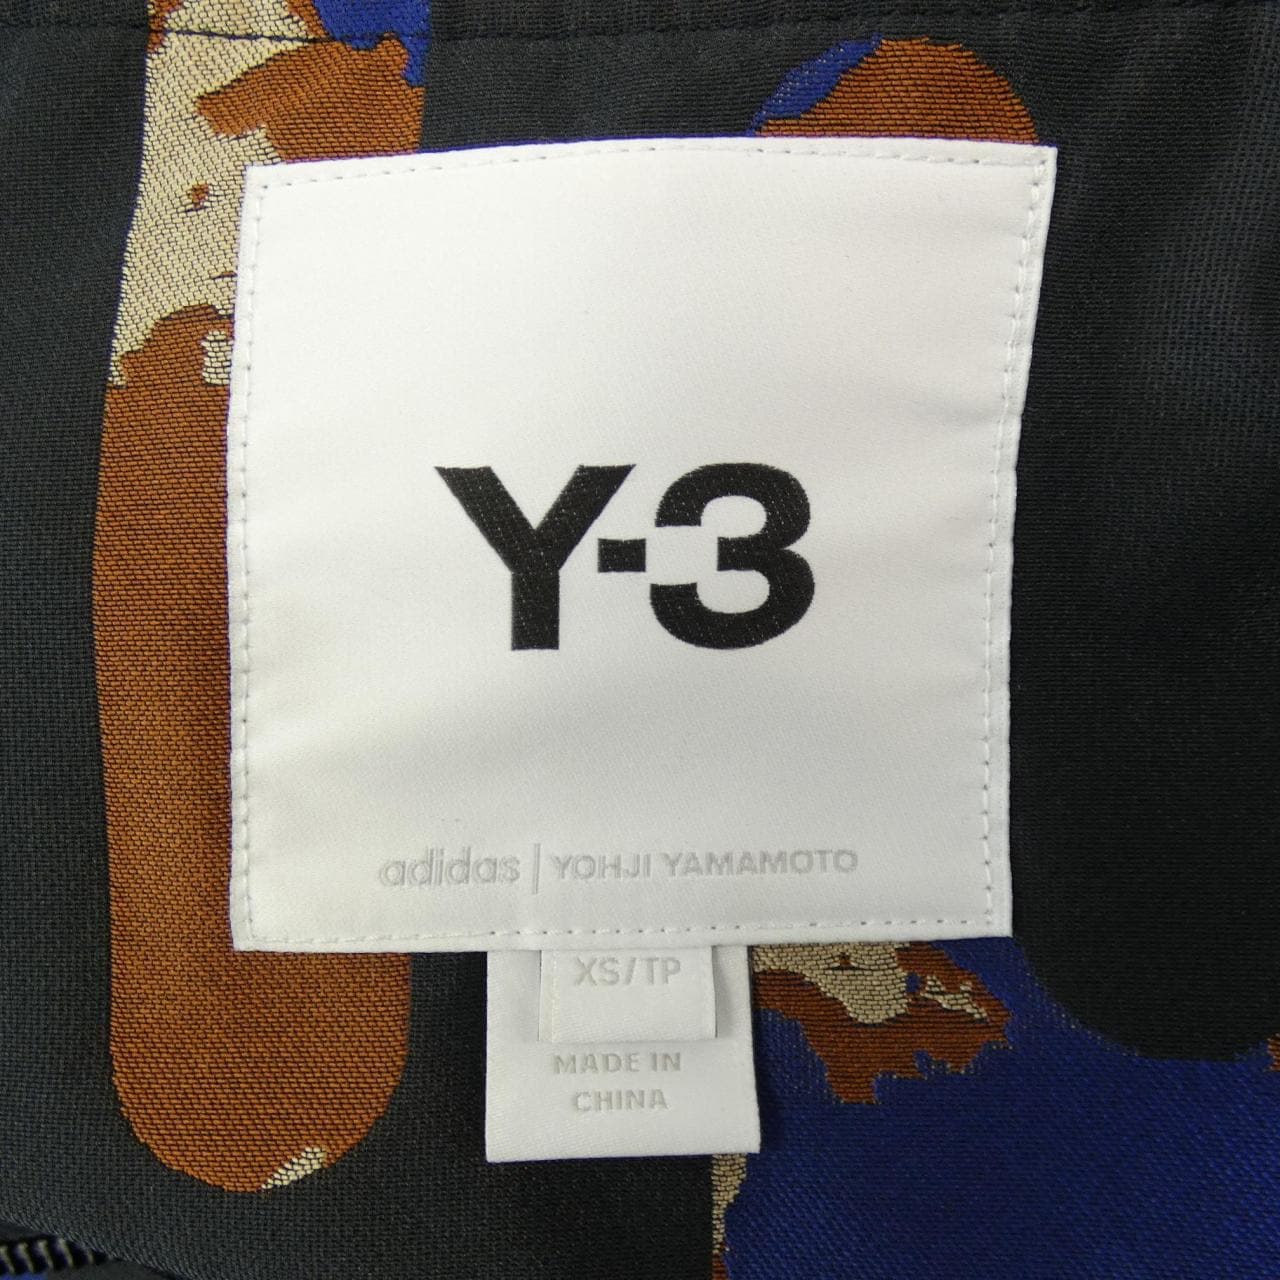 Y-3
adidas | YOHJI YAMAMOTO
XS/TP
MADE IN
CHINA